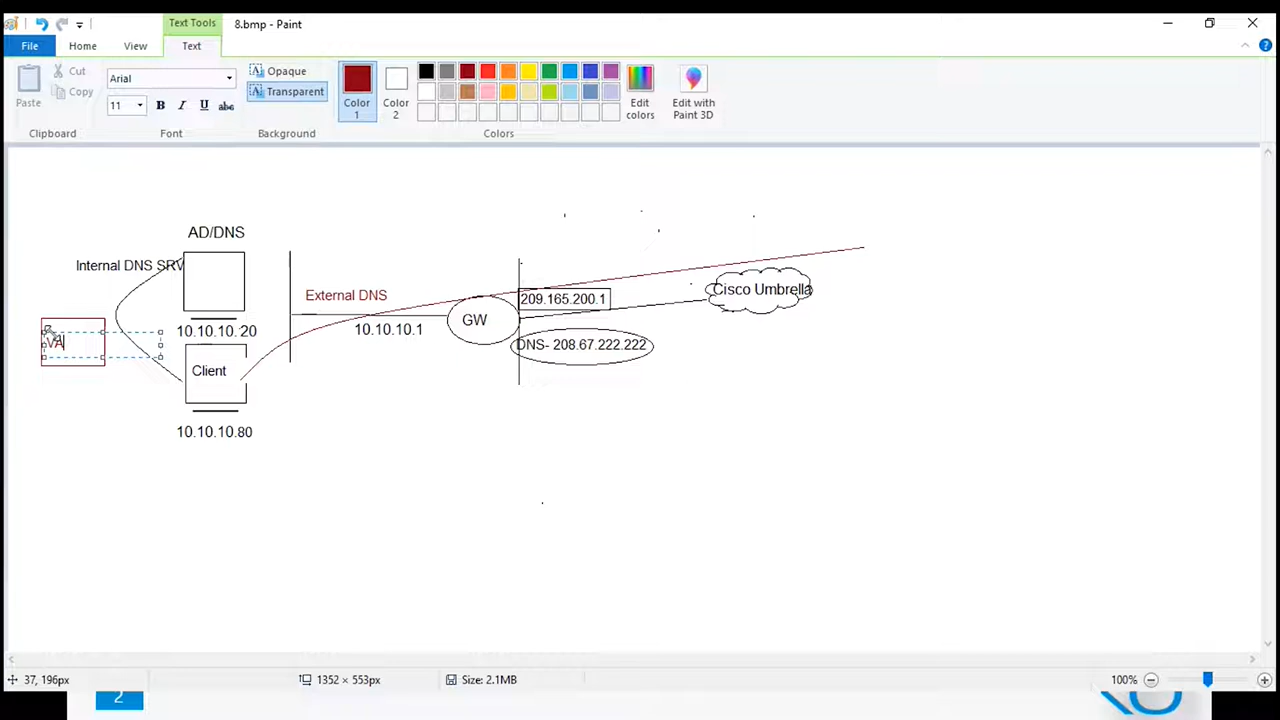 Text Tools
8.bmp - Paint
File
Home
View
Text
Paste
Cut
Copy
Clipboard
Arial
11
B
I
U
abc
Font
A Opaque
A Transparent
Background
Color
1
Color
2
Edit
colors
Colors
Edit with
Paint 3D
AD/DNS
Internal DNS SRV
External DNS
209.165.200.1
Cisco Umbrella
10.10.10.20
10.10.10.1
GW
VA
DNS- 208.67.222.222
Client
10.10.10.80
37, 196px
1352 × 553px
Size: 2.1MB
100%
2